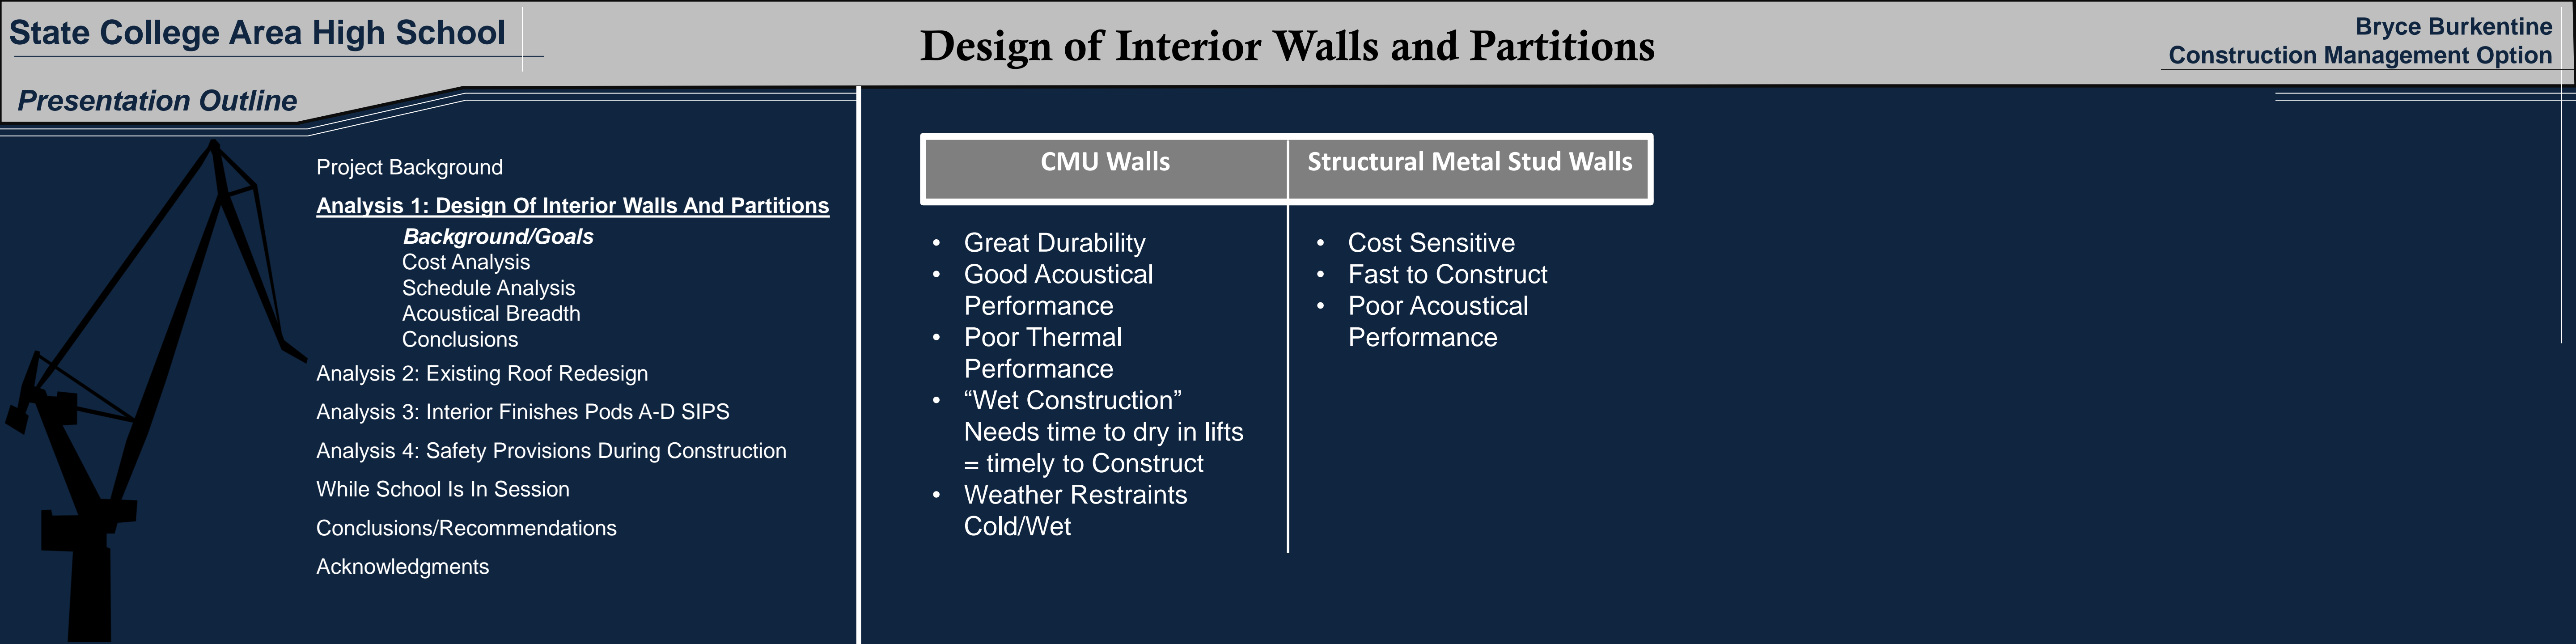 State College Area High School
Design of Interior Walls and Partitions
Bryce Burkentine
Construction Management Option
Presentation Outline
Project Background
Analysis 1: Design Of Interior Walls And Partitions
Background/Goals
Cost Analysis
Schedule Analysis
Acoustical Breadth
Conclusions
Analysis 2: Existing Roof Redesign
Analysis 3: Interior Finishes Pods A-D SIPS
Analysis 4: Safety Provisions During Construction
While School Is In Session
Conclusions/Recommendations
Acknowledgments
CMU Walls
• Great Durability
• Good Acoustical
Performance
• Poor Thermal
Performance
• “Wet Construction”
Needs time to dry in lifts
= timely to Construct
• Weather Restraints
Cold/Wet
Structural Metal Stud Walls
• Cost Sensitive
• Fast to Construct
• Poor Acoustical
Performance